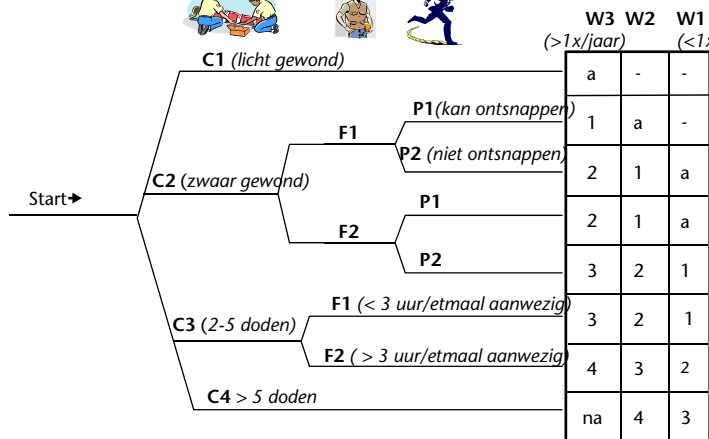 W3 W2 W1
(>1x/jaar) (<1x
C1 (licht gewond)
a - -
P1(kan ontsnappen)
F1
1 a -
P2 (niet ontsnappen)
C2 (zwaar gewond)
2 1 a
Start
P1
2 1 a
F2
P2
3 2 1
F1 (< 3 uur/etmaal aanwezig)
C3 (2-5 doden)
3 2 1
F2 ( > 3 uur/etmaal aanwezig)
4 3 2
C4 > 5 doden
na 4 3